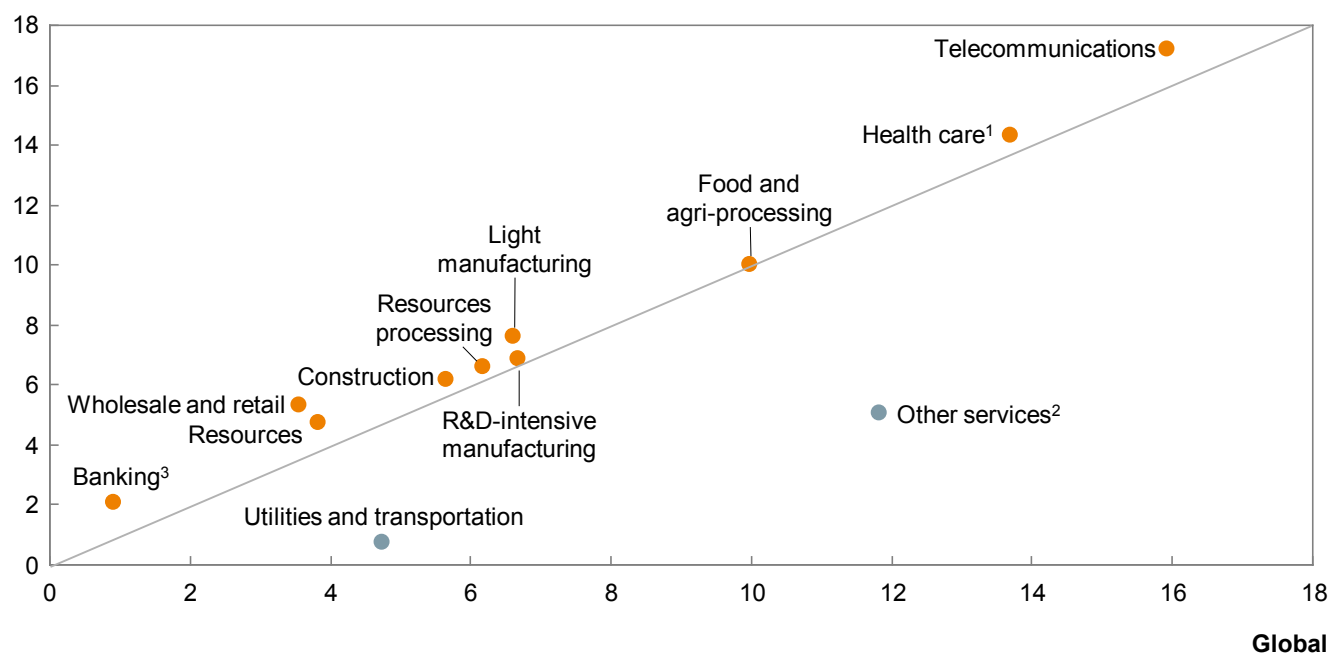 18
16
14
12
10
8
6
4
2
0
Telecommunications
Health care¹
Food and
agri-processing
Light
manufacturing
Resources
processing
Construction
Wholesale and retail
Resources
R&D-intensive
manufacturing
Other services²
Banking³
Utilities and transportation
0 2 4 6 8 10 12 14 16 18
Global